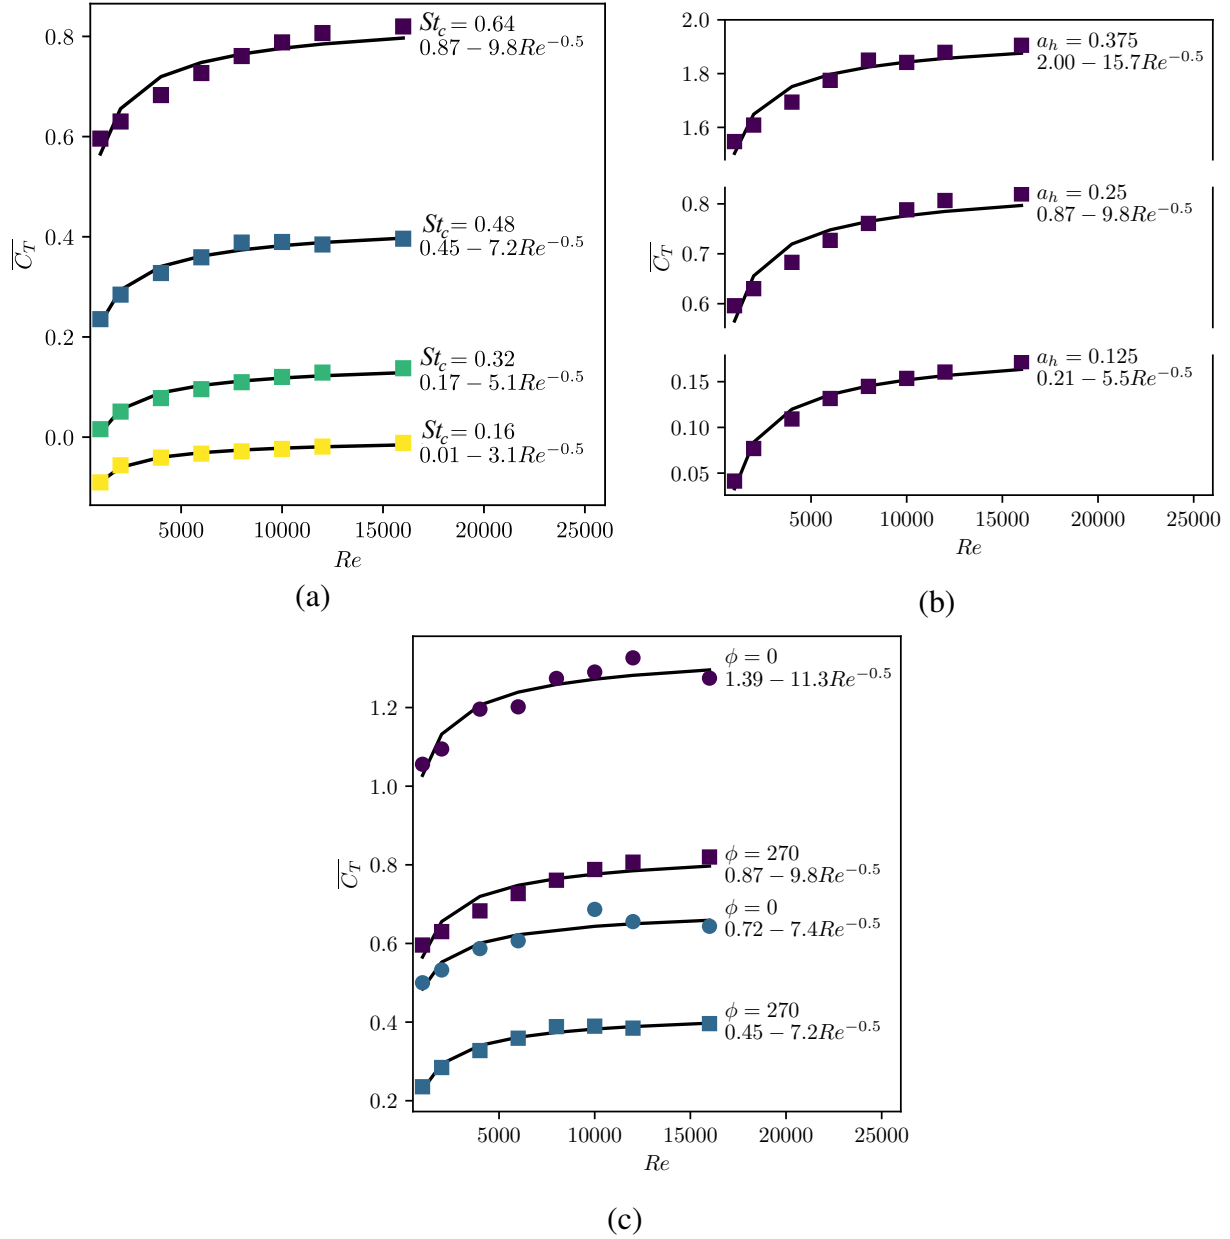 0.8
0.6
0.4
0.2
0.0
$\overline{C_T}$
5000 10000 15000 20000 25000
Re
St_c = 0.64
0.87 − 9.8Re^{−0.5}
St_c = 0.48
0.45 − 7.2Re^{−0.5}
St_c = 0.32
0.17 − 5.1Re^{−0.5}
St_c = 0.16
0.01 − 3.1Re^{−0.5}
(a)
2.0
1.8
1.6
0.8
0.7
0.6
0.15
0.10
0.05
$\overline{C_T}$
5000 10000 15000 20000 25000
Re
a_h = 0.375
2.00 − 15.7Re^{−0.5}
a_h = 0.25
0.87 − 9.8Re^{−0.5}
a_h = 0.125
0.21 − 5.5Re^{−0.5}
(b)
1.2
1.0
0.8
0.6
0.4
0.2
$\overline{C_T}$
5000 10000 15000 20000 25000
Re
ϕ = 0
1.39 − 11.3Re^{−0.5}
ϕ = 270
0.87 − 9.8Re^{−0.5}
ϕ = 0
0.72 − 7.4Re^{−0.5}
ϕ = 270
0.45 − 7.2Re^{−0.5}
(c)